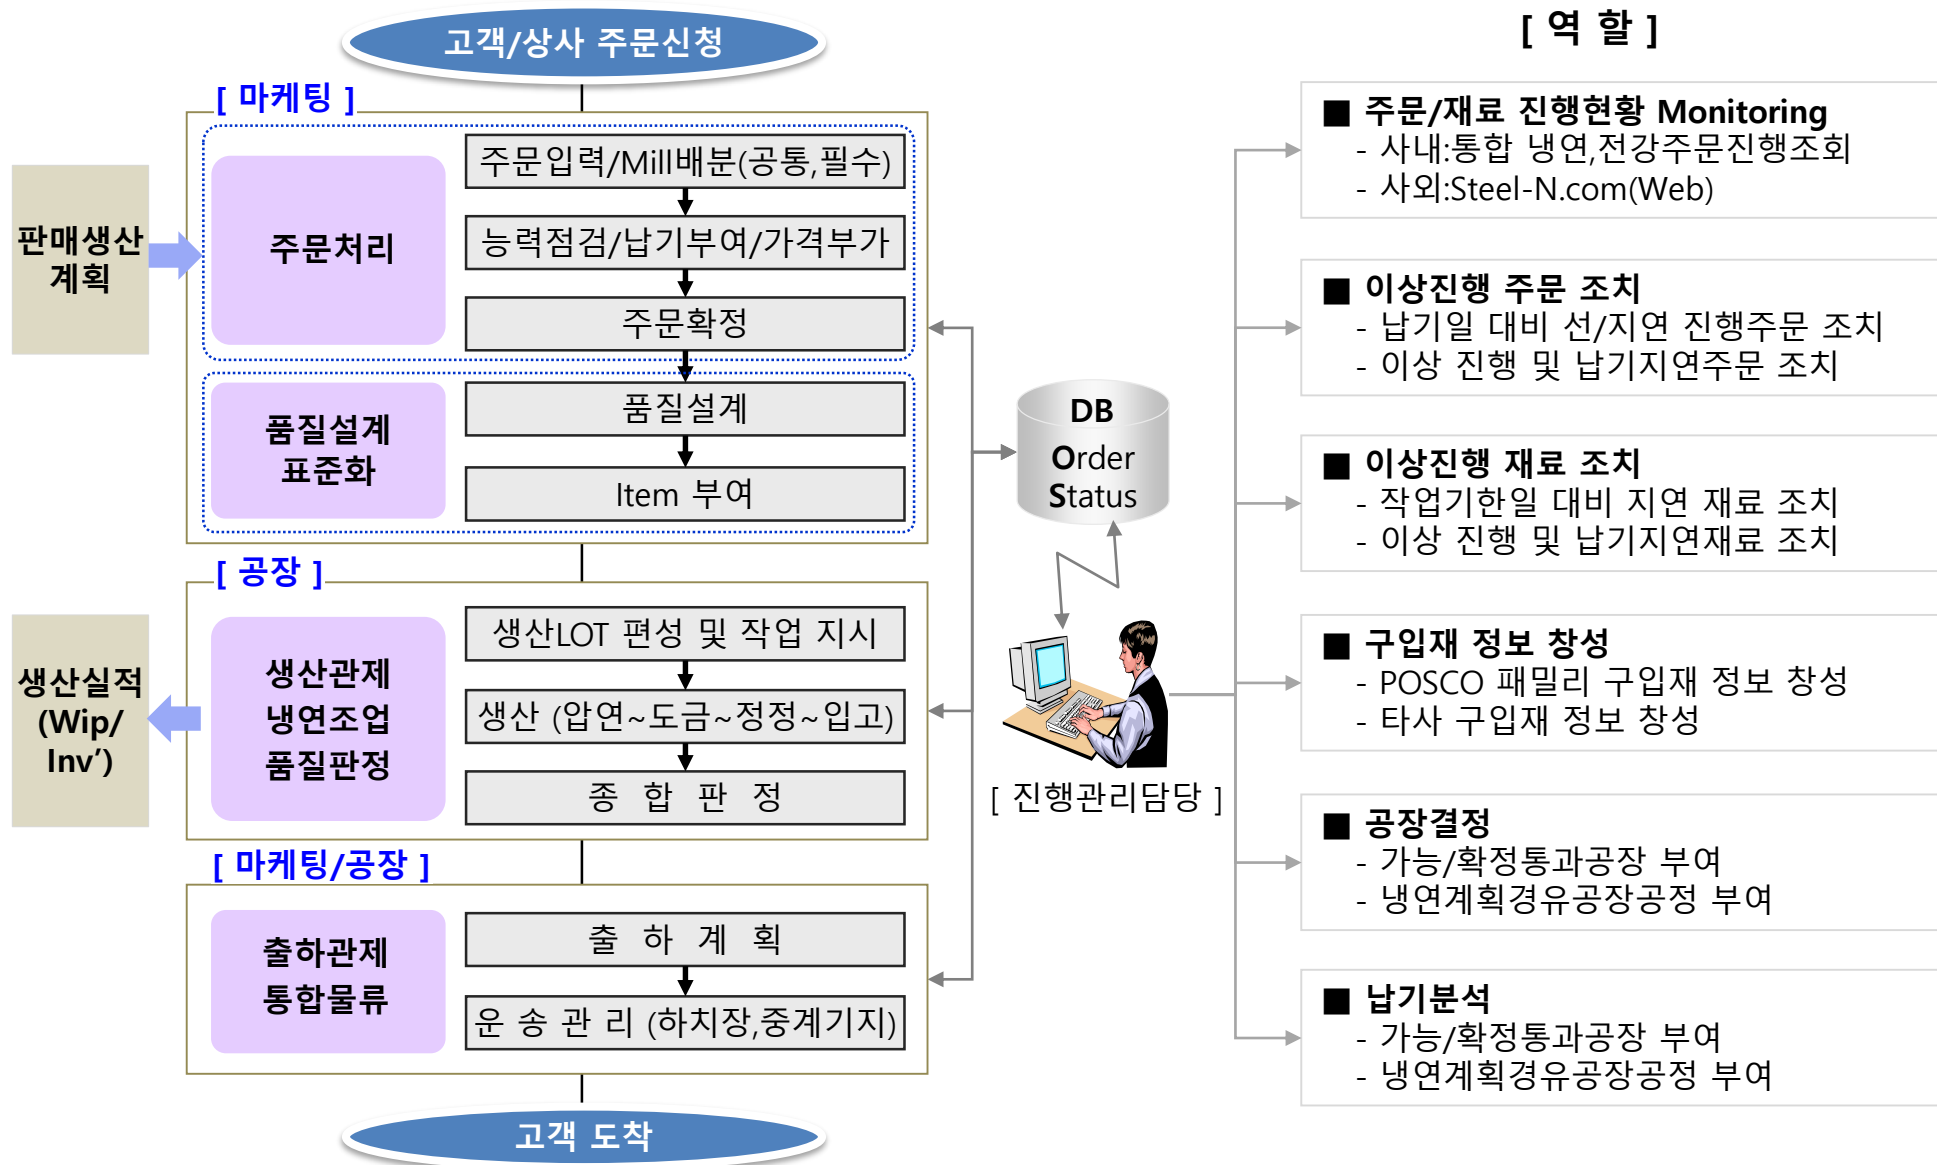 고객/상사 주문신청
[ 마케팅 ]
판매생산
계획
주문처리
주문입력/Mill배분(공통,필수)
능력점검/납기부여/가격부가
주문확정
품질설계
표준화
품질설계
Item 부여
[ 공장 ]
생산실적
(Wip/
Inv’)
생산관제
냉연조업
품질판정
생산LOT 편성 및 작업 지시
생산 (압연~도금~정정~입고)
종 합 판 정
[ 마케팅/공장 ]
출하관제
통합물류
출 하 계 획
운 송 관 리 (하치장,중계기지)
고객 도착
DB
Order
Status
[ 진행관리담당 ]
[ 역 할 ]
■ 주문/재료 진행현황 Monitoring
- 사내:통합 냉연,전강주문진행조회
- 사외:Steel-N.com(Web)
■ 이상진행 주문 조치
- 납기일 대비 선/지연 진행주문 조치
- 이상 진행 및 납기지연주문 조치
■ 이상진행 재료 조치
- 작업기한일 대비 지연 재료 조치
- 이상 진행 및 납기지연재료 조치
■ 구입재 정보 창성
- POSCO 패밀리 구입재 정보 창성
- 타사 구입재 정보 창성
■ 공장결정
- 가능/확정통과공장 부여
- 냉연계획경유공장공정 부여
■ 납기분석
- 가능/확정통과공장 부여
- 냉연계획경유공장공정 부여